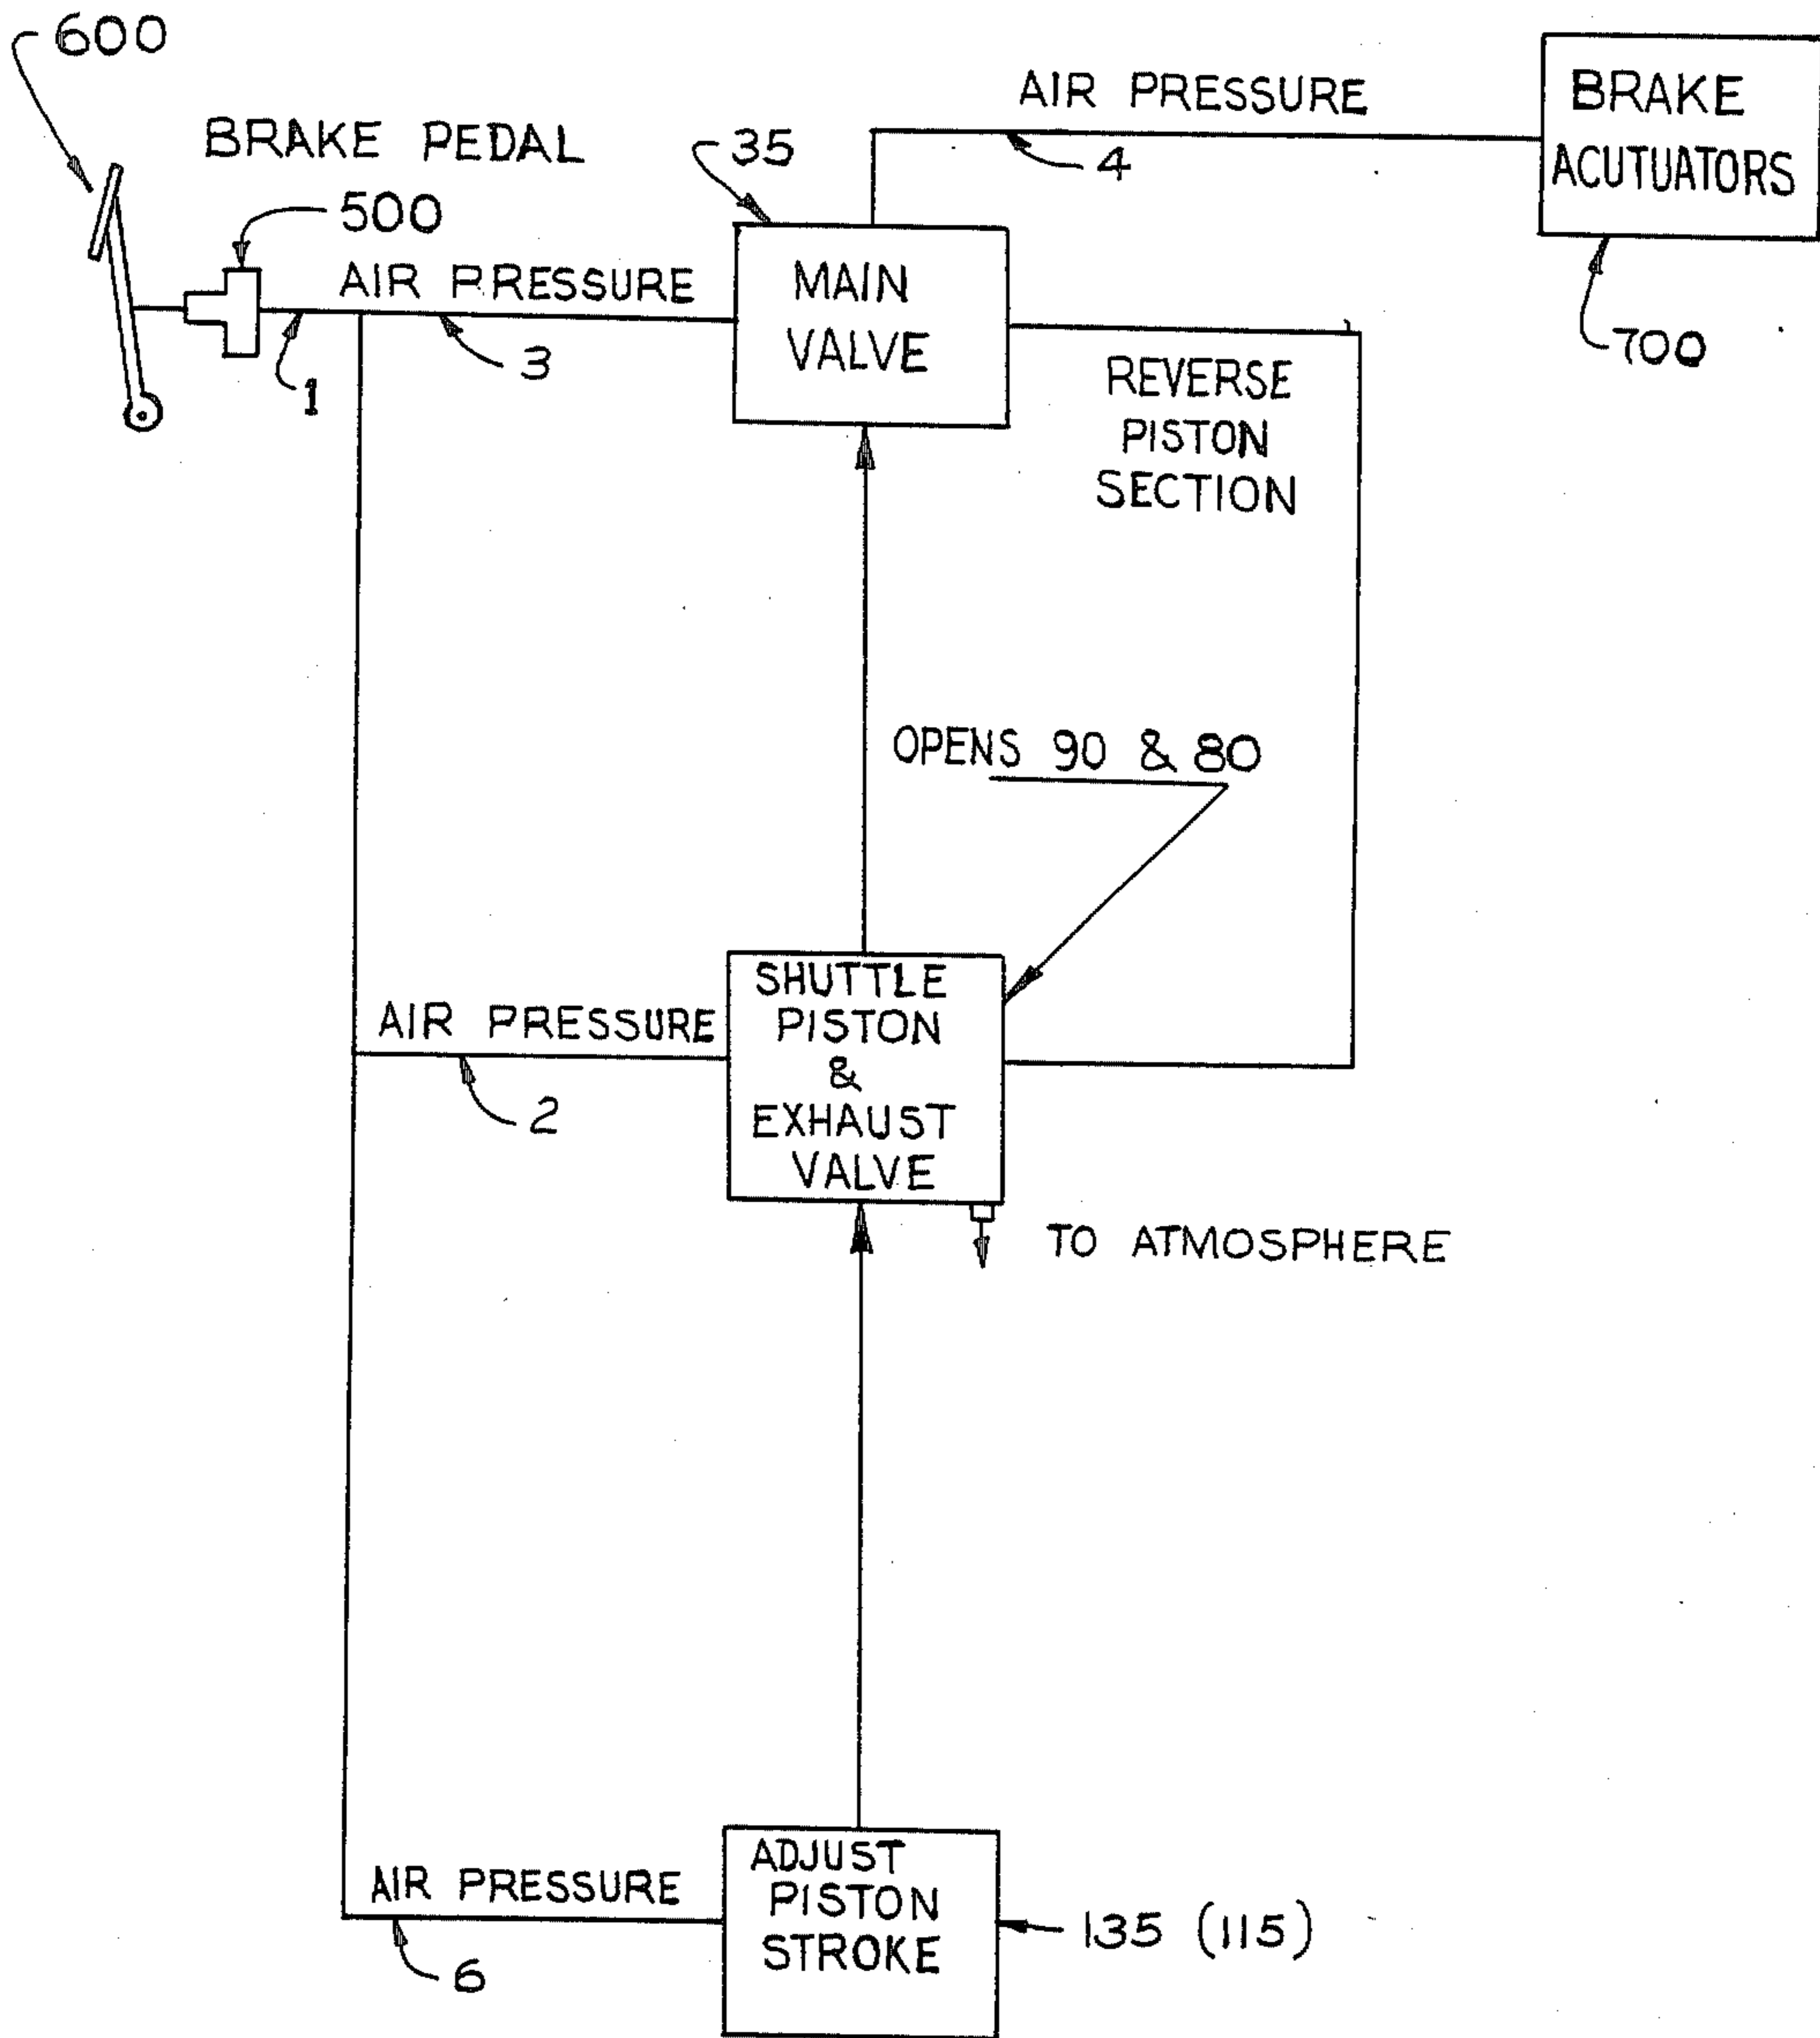 600
BRAKE PEDAL
500
AIR PRESSURE
1
3
35
MAIN
VALVE
AIR PRESSURE
4
BRAKE
ACUTUATORS
700
REVERSE
PISTON
SECTION
OPENS 90 & 80
AIR PRESSURE
2
SHUTTLE
PISTON
&
EXHAUST
VALVE
TO ATMOSPHERE
AIR PRESSURE
6
ADJUST
PISTON
STROKE
135 (115)